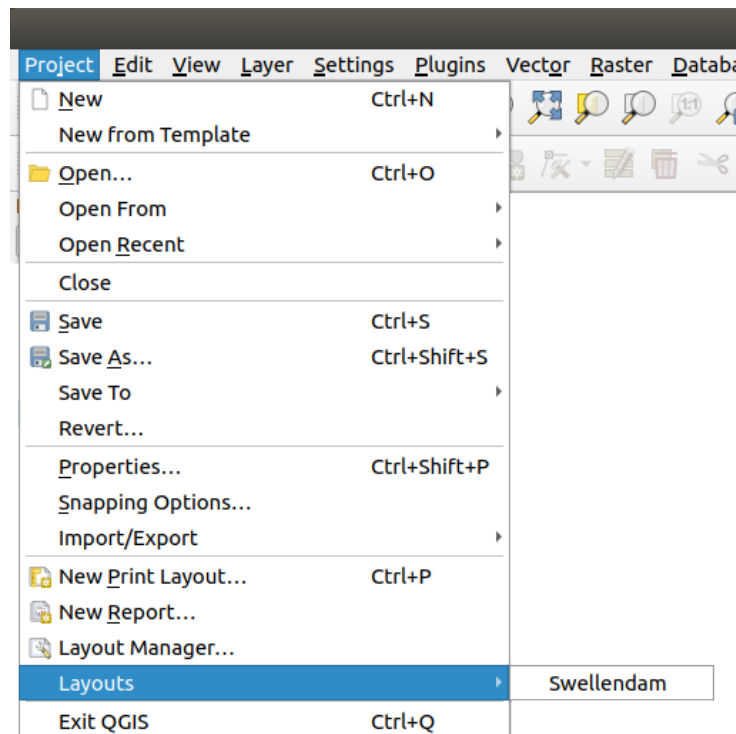 Project Edit View Layer Settings Plugins Vector Raster Databa
New Ctrl+N
New from Template
Open... Ctrl+O
Open From
Open Recent
Close
Save Ctrl+S
Save As... Ctrl+Shift+S
Save To
Revert...
Properties... Ctrl+Shift+P
Snapping Options...
Import/Export
New Print Layout... Ctrl+P
New Report...
Layout Manager...
Layouts Swellendam
Exit QGIS Ctrl+Q